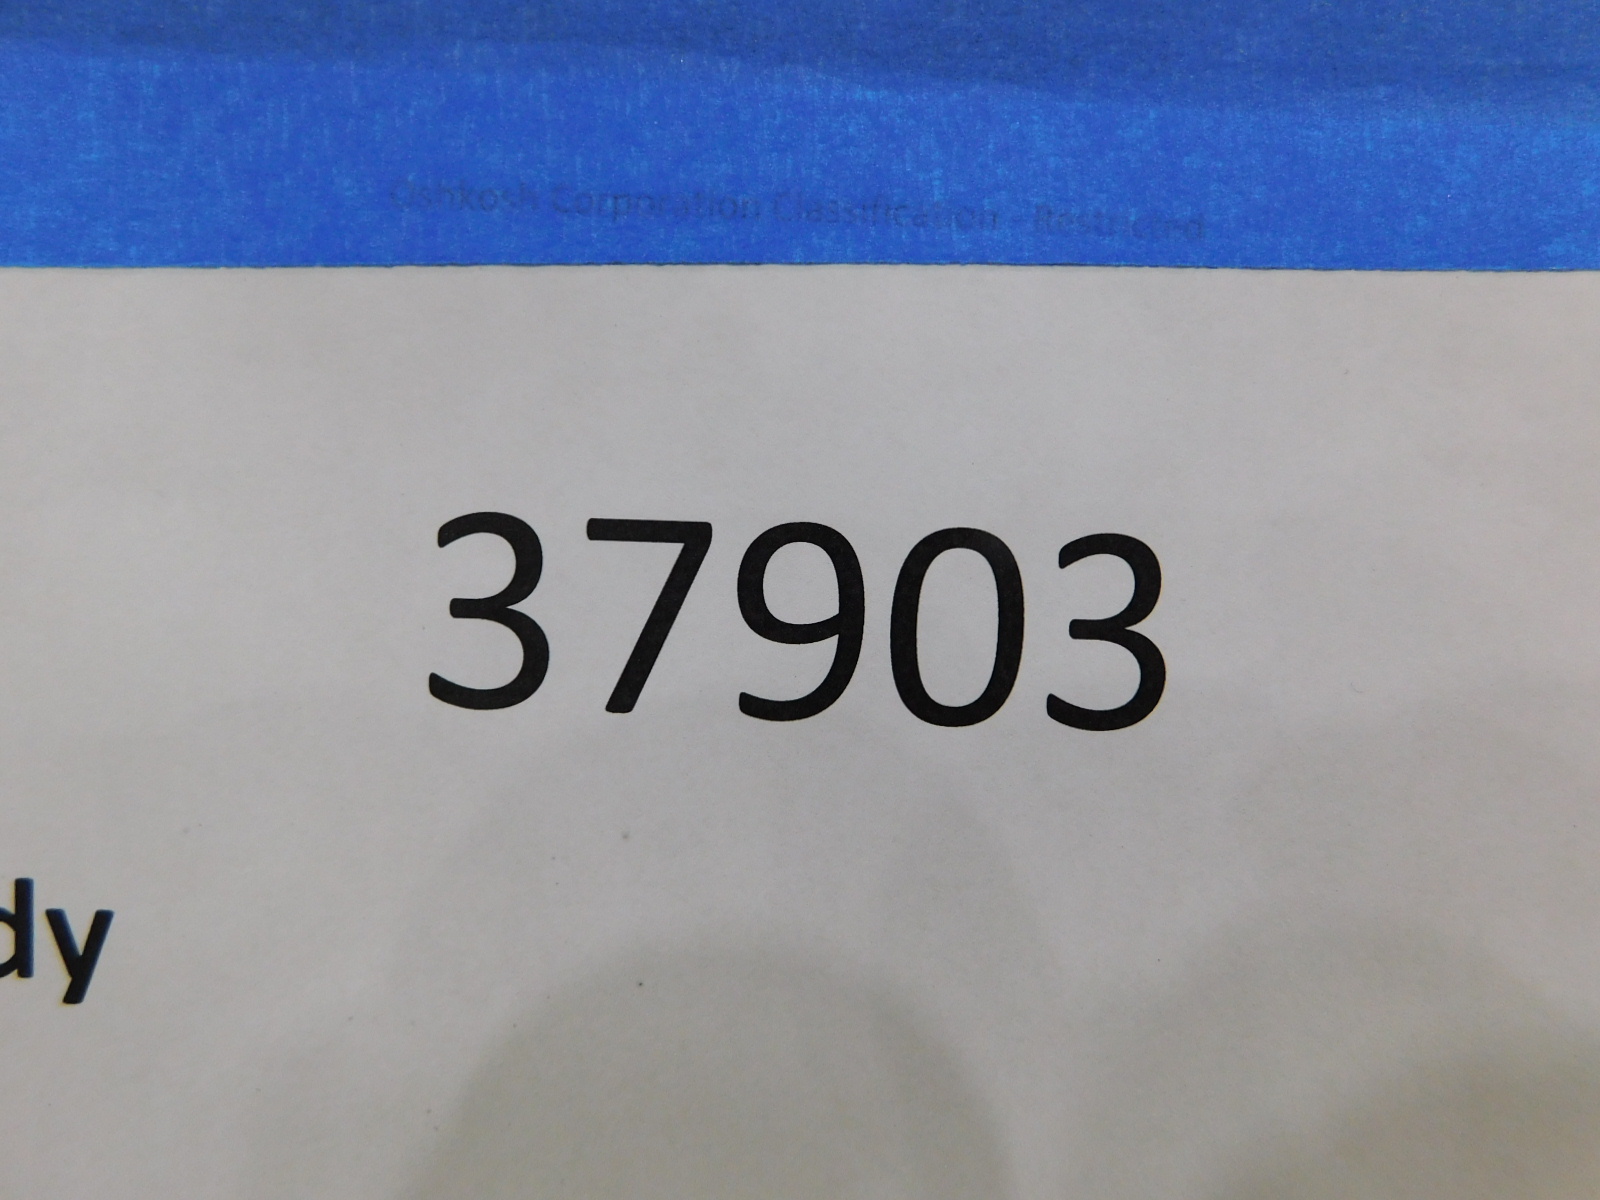 Oshkosh Corporation Classification - Restricted
37903
dy